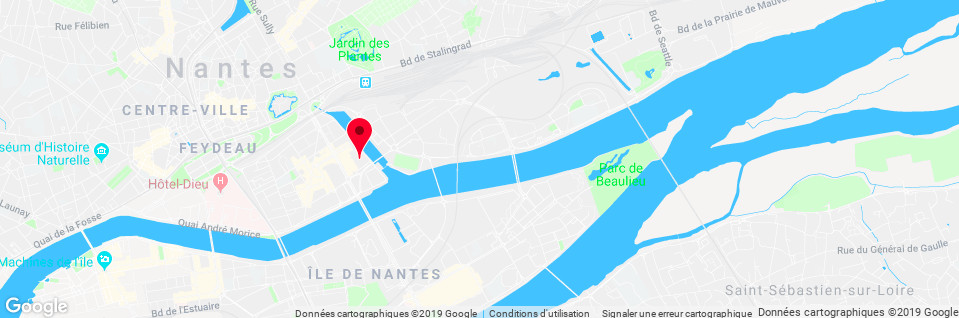 Rue Félibien
Rue Sully
Bd de la Prairie de Mauve
Bd de Seattle
Jardin des
Plantes
Bd de Stalingrad
Nantes
CENTRE-VILLE
FEYDEAU
séum d'Histoire
Naturelle
Hôtel-Dieu
H
Parc de
Beaulieu
Launay
Quai de la Fosse
Quai André Morice
Machines de l'île
ÎLE DE NANTES
Rue du Général de Gaulle
Saint-Sébastien-sur-Loire
Google
Bd de l'Estuaire
Données cartographiques ©2019 Google
Conditions d'utilisation
Signaler une erreur cartographique
Données cartographiques ©2019 Google